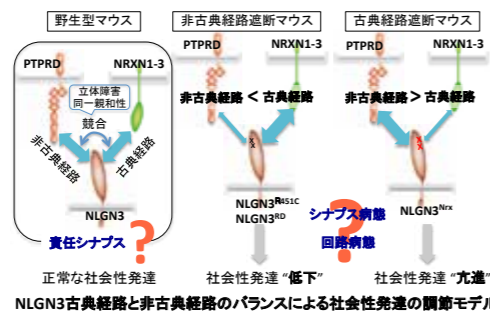 野生型マウス
非古典経路遮断マウス
古典経路遮断マウス
PTPRD
NRXN1-3
PTPRD
NRXN1-3
PTPRD
NRXN1-3
立体障害
同一親和性
競合
非古典経路
古典経路
非古典経路 < 古典経路
非古典経路 > 古典経路
NLGN3
NLGN3R451C
NLGN3RD
NLGN3Nrx
責任シナプス
?
シナプス病態
回路病態
?
正常な社会性発達
社会性発達 “低下”
社会性発達 “亢進”
NLGN3古典経路と非古典経路のバランスによる社会性発達の調節モデル